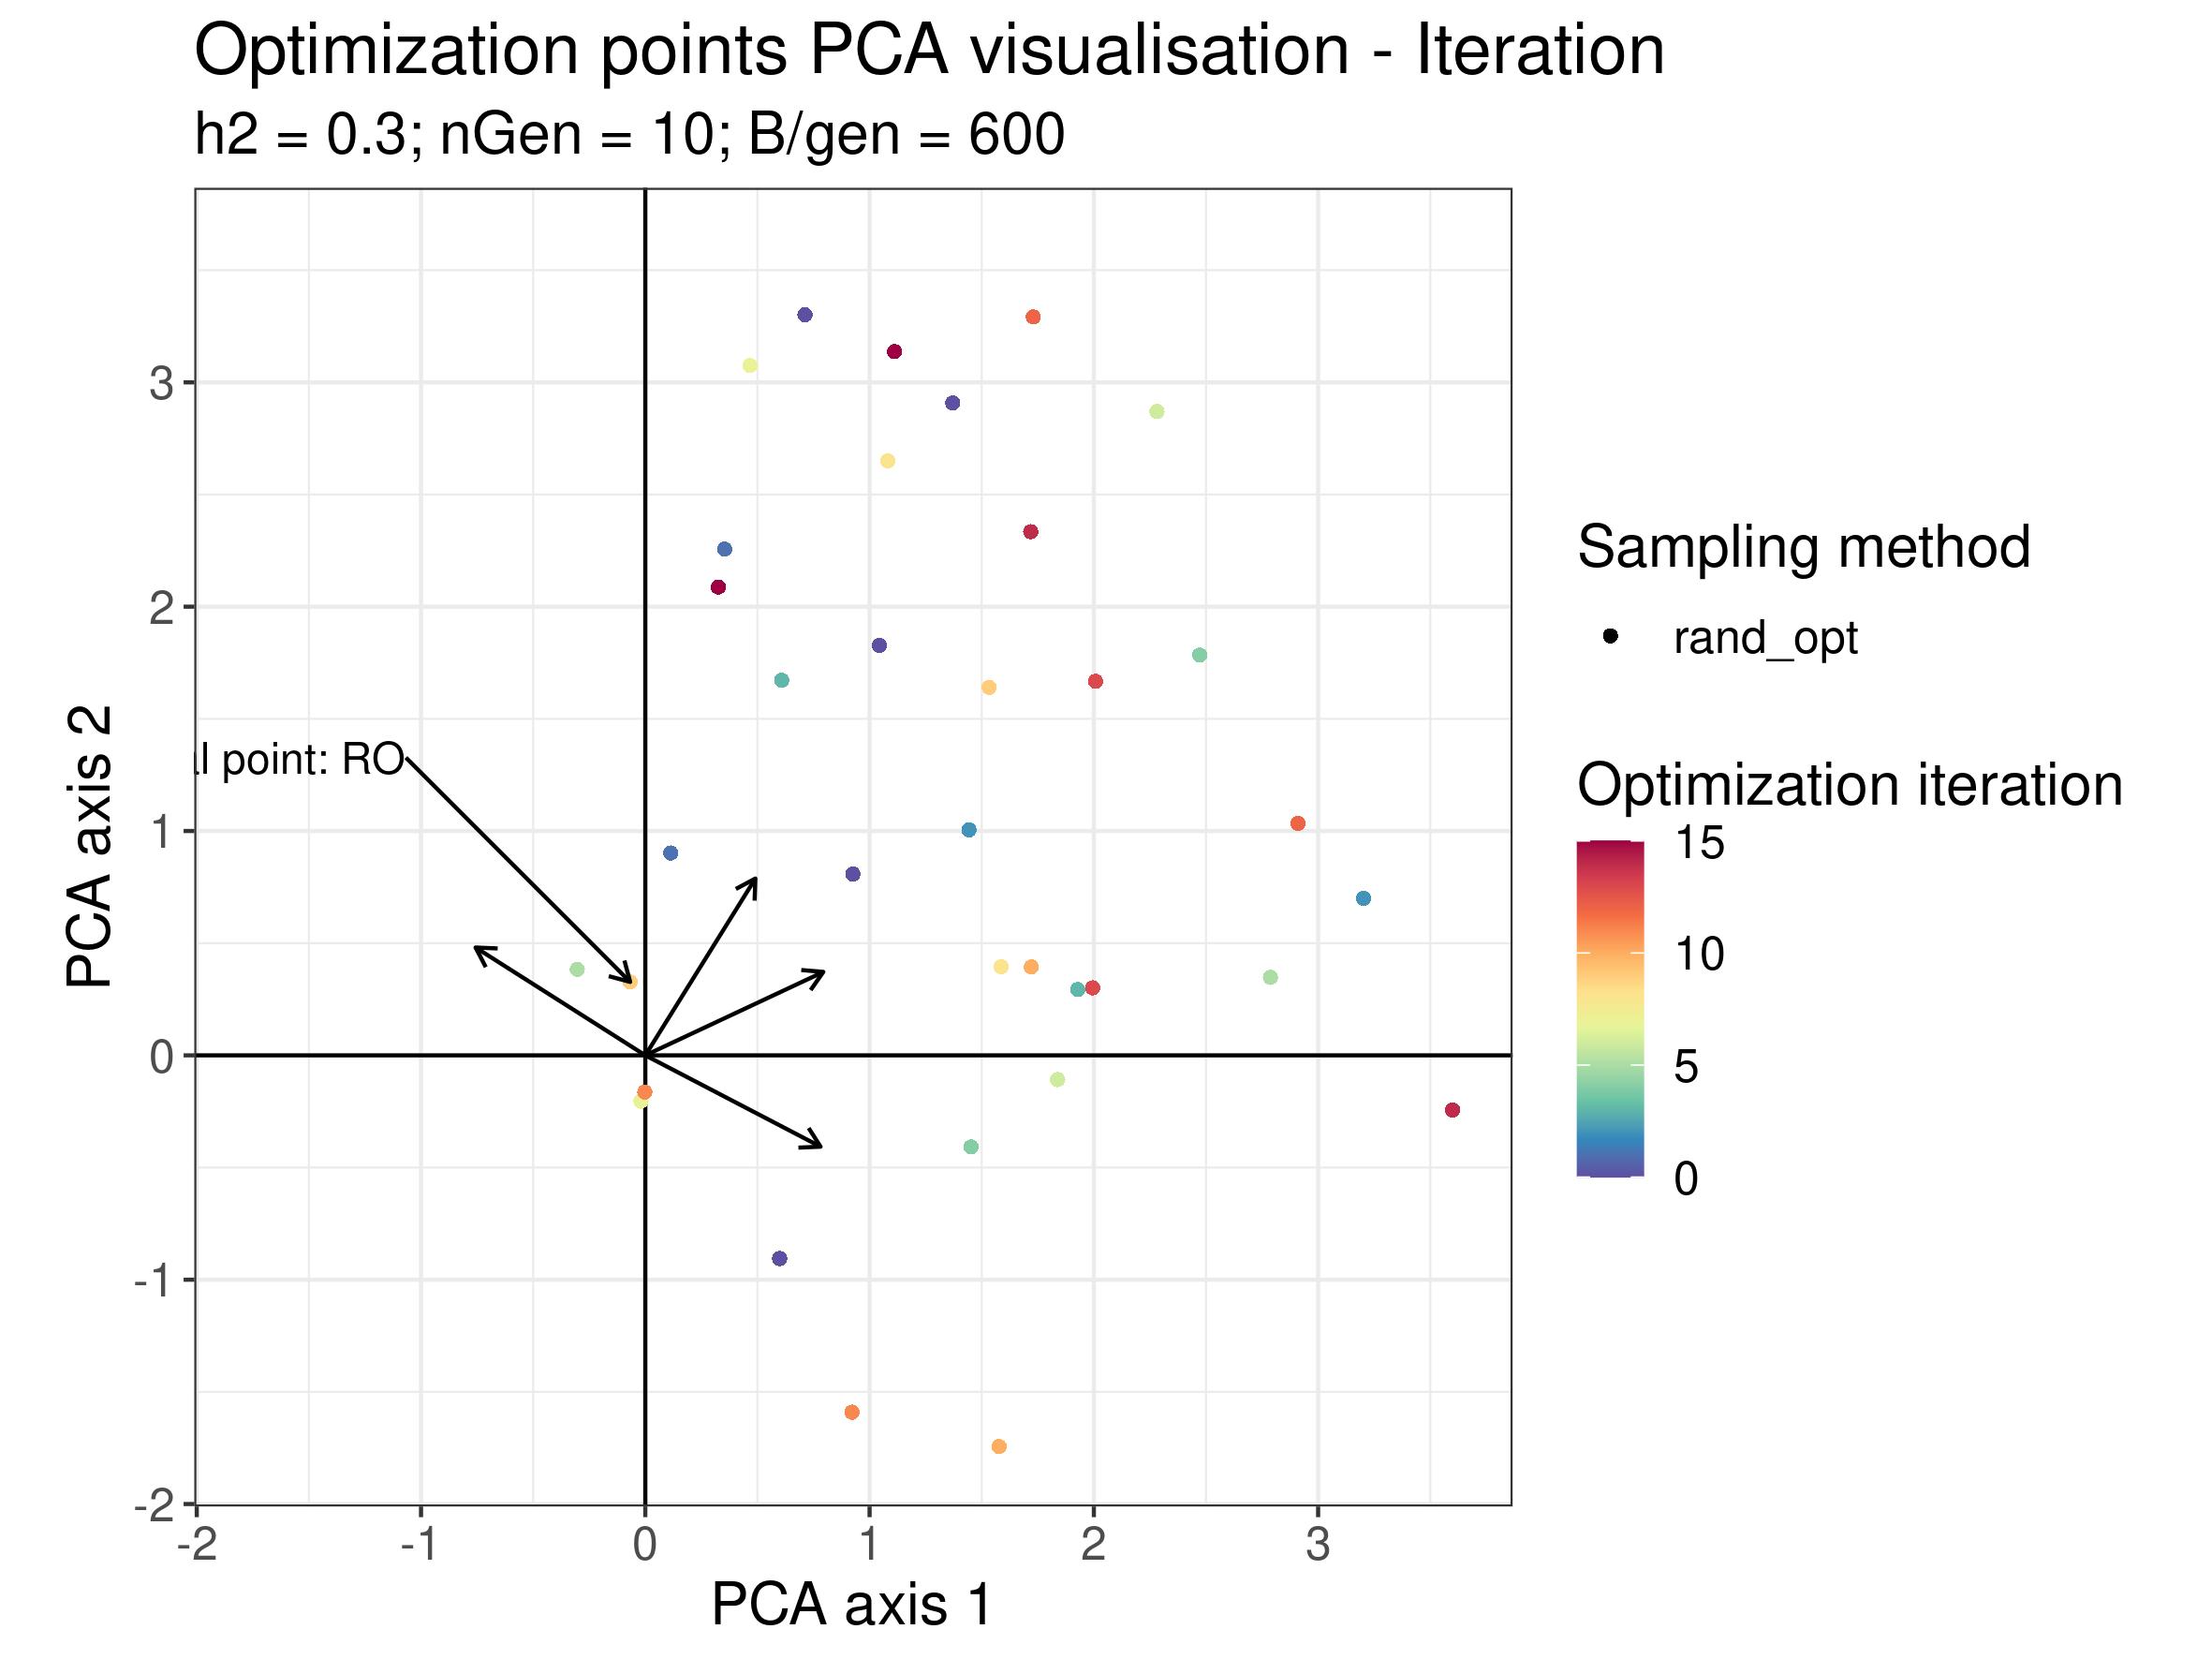 Optimization points PCA visualisation - Iteration
h2 = 0.3; nGen = 10; B/gen = 600
PCA axis 2
3
2
1
0
-1
-2
l point: RO
-2
-1
0
1
2
3
PCA axis 1
Sampling method
rand_opt
Optimization iteration
15
10
5
0